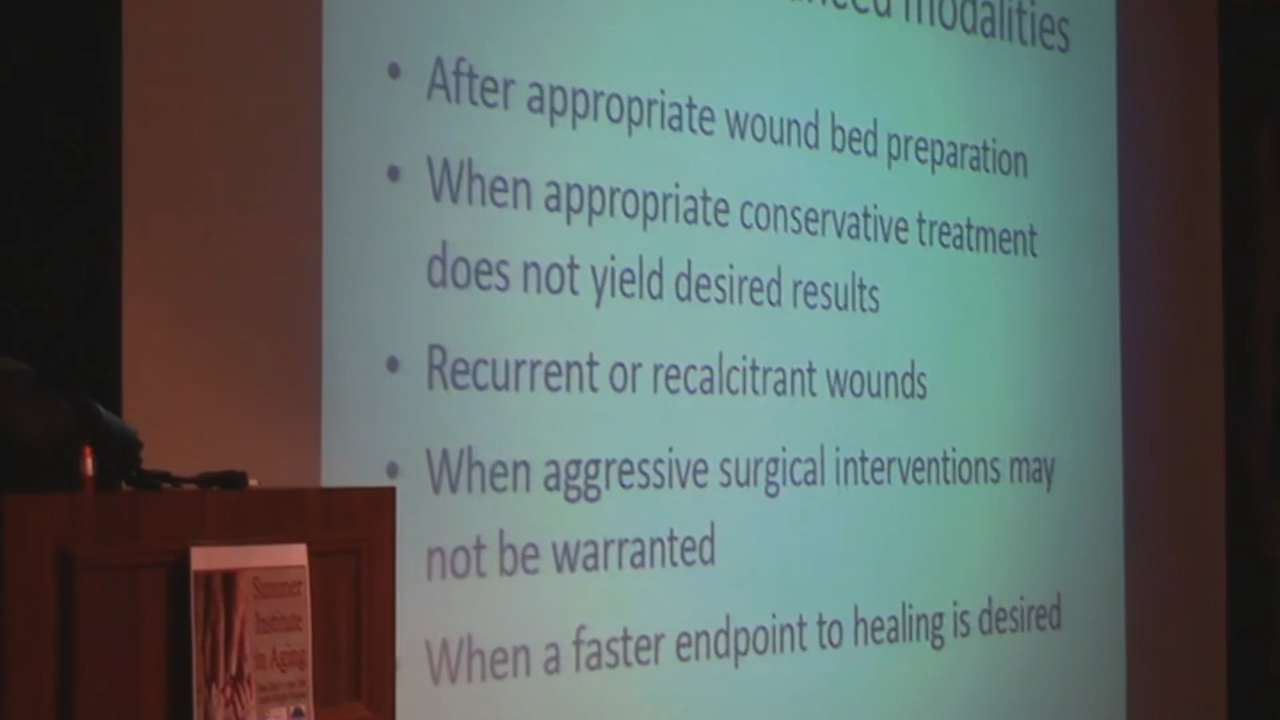 modalities
• After appropriate wound bed preparation
• When appropriate conservative treatment
does not yield desired results
• Recurrent or recalcitrant wounds
• When aggressive surgical interventions may
not be warranted
When a faster endpoint to healing is desired
Summer
Institute
in Aging